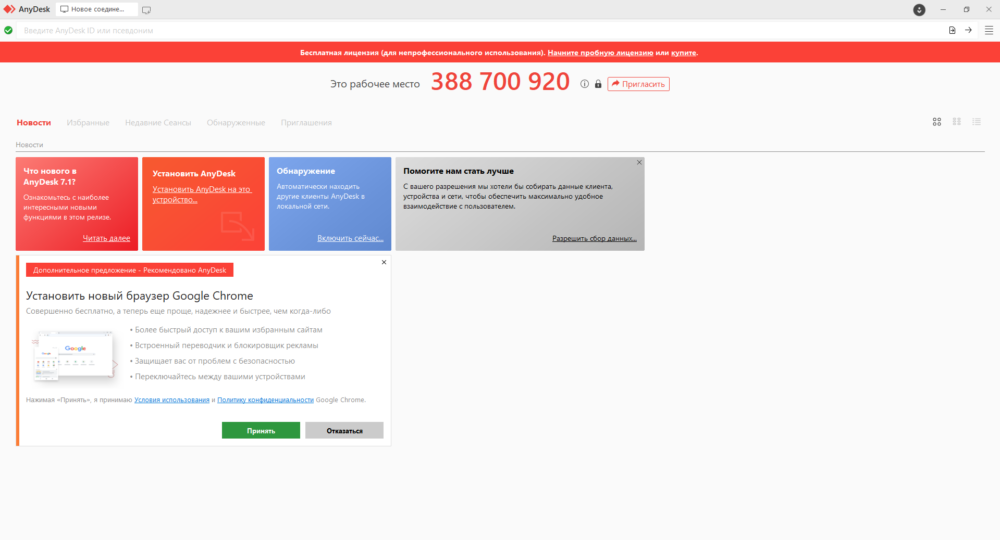 AnyDesk
Новое соедине...
Введите AnyDesk ID или псевдоним
Бесплатная лицензия (для непрофессионального использования). Начните пробную лицензию или купите.
Это рабочее место 388 700 920 Пригласить
Новости Избранные Недавние Сеансы Обнаруженные Приглашения
Новости
Что нового в
AnyDesk 7.1?
Ознакомьтесь с наиболее
интересными новыми
функциями в этом релизе.
Читать далее
Установить AnyDesk
Установить AnyDesk на это
устройство...
Обнаружение
Автоматически находить
другие клиенты AnyDesk в
локальной сети.
Включить сейчас...
Помогите нам стать лучше
С вашего разрешения мы хотели бы собирать данные клиента,
устройства и сети, чтобы обеспечить максимально удобное
взаимодействие с пользователем.
Разрешить сбор данных...
Дополнительное предложение - Рекомендовано AnyDesk
Установить новый браузер Google Chrome
Совершенно бесплатно, а теперь еще проще, надежнее и быстрее, чем когда-либо
Google
Google
• Более быстрый доступ к вашим избранным сайтам
• Встроенный переводчик и блокировщик рекламы
• Защищает вас от проблем с безопасностью
• Переключайтесь между вашими устройствами
Нажимая «Принять», я принимаю Условия использования и Политику конфиденциальности Google Chrome.
Принять
Отказаться